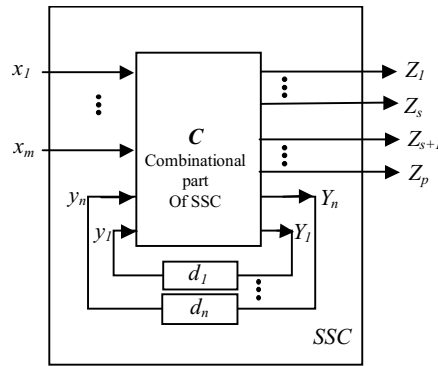 x1
Z1
Zs
C
Combinational
part
Of SSC
xm
Zs+1
Zp
yn
Yn
y1
Y1
d1
dn
SSC